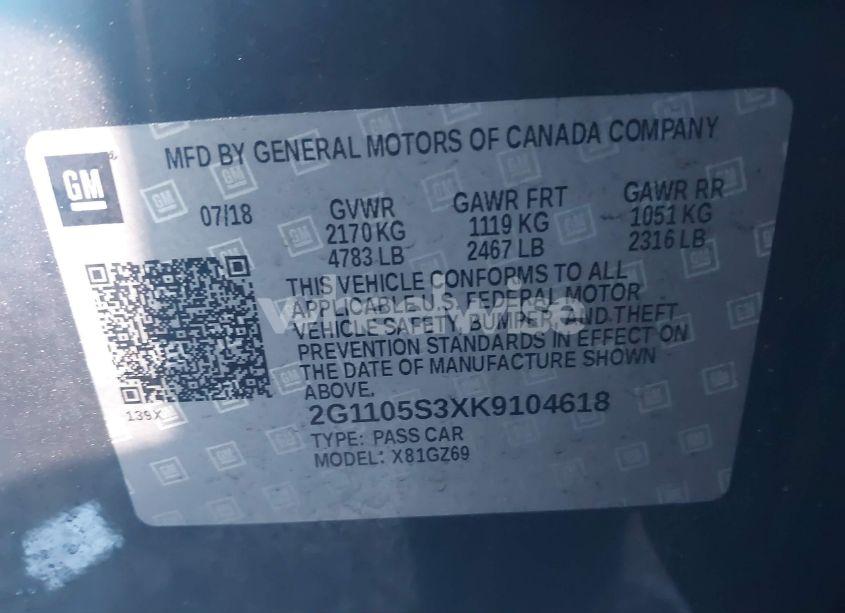 MFD BY GENERAL MOTORS OF CANADA COMPANY
GM
07/18
GVWR
2170 KG
4783 LB
GAWR FRT
1119 KG
2467 LB
GAWR RR
1051 KG
2316 LB
THIS VEHICLE CONFORMS TO ALL
APPLICABLE U.S. FEDERAL MOTOR
VEHICLE SAFETY, BUMPER, AND THEFT
PREVENTION STANDARDS IN EFFECT ON
THE DATE OF MANUFACTURE SHOWN
ABOVE.
139X
2G1105S3XK9104618
TYPE: PASS CAR
MODEL: X81GZ69